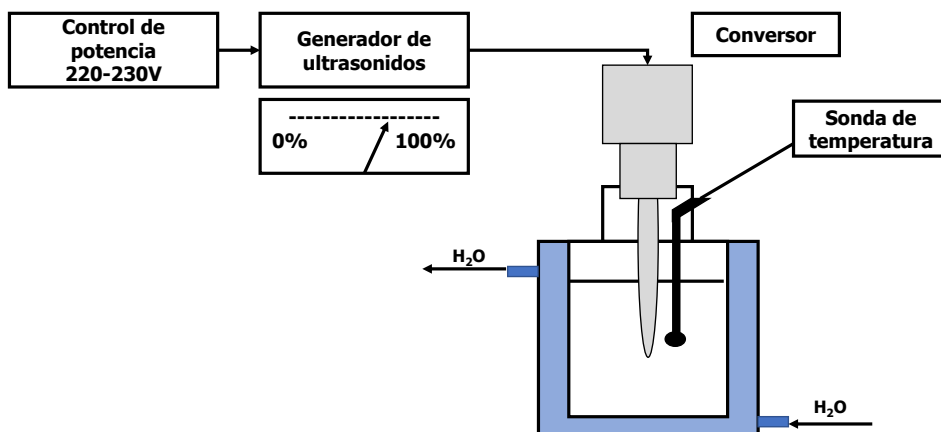 Control de
potencia
220-230V
Generador de
ultrasonidos
Conversor
0%
100%
Sonda de
temperatura
H₂O
H₂O